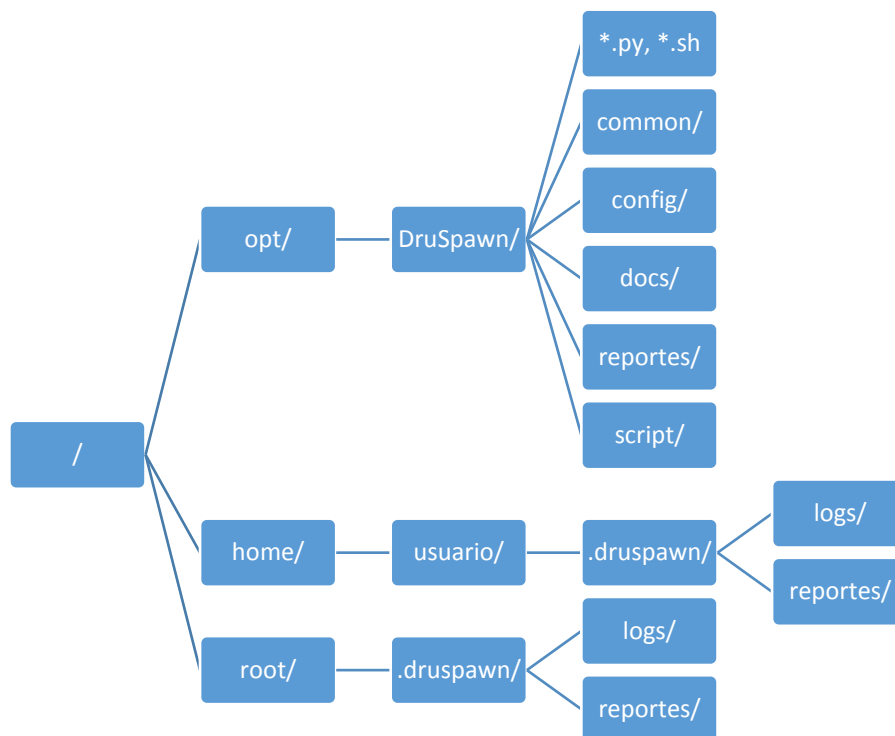 /
opt/
DruSpawn/
*.py, *.sh
common/
config/
docs/
reportes/
script/
home/
usuario/
.druspawn/
logs/
reportes/
root/
.druspawn/
logs/
reportes/